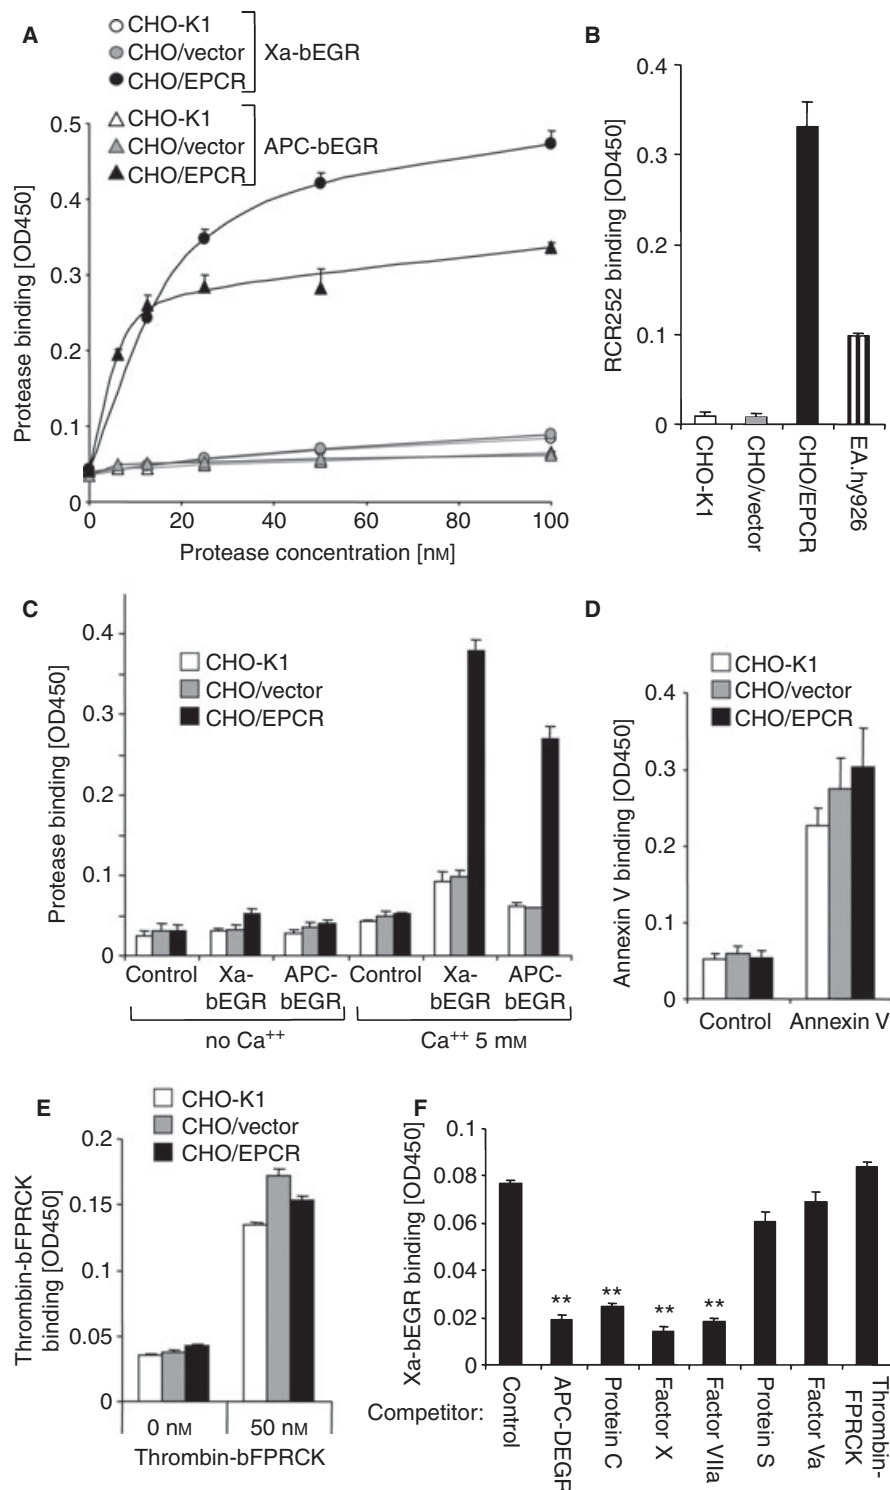 A
CHO-K1
CHO/vector
CHO/EPCR
Xa-bEGR
CHO-K1
CHO/vector
CHO/EPCR
APC-bEGR
Protease binding [OD450]
0.5
0.4
0.3
0.2
0.1
0
0
20
40
60
80
100
Protease concentration [nM]
B
RCR252 binding [OD450]
0.4
0.3
0.2
0.1
0
CHO-K1
CHO/vector
CHO/EPCR
EA.hy926
C
CHO-K1
CHO/vector
CHO/EPCR
Protease binding [OD450]
0.4
0.3
0.2
0.1
0
Control
Xa-
bEGR
APC-
bEGR
Control
Xa-
bEGR
APC-
bEGR
no Ca++
Ca++ 5 mM
D
CHO-K1
CHO/vector
CHO/EPCR
Annexin V binding [OD450]
0.4
0.3
0.2
0.1
0
Control
Annexin V
E
CHO-K1
CHO/vector
CHO/EPCR
Thrombin-bFPRCK
binding [OD450]
0.2
0.15
0.1
0.05
0
0 nM
50 nM
Thrombin-bFPRCK
F
Xa-bEGR binding [OD450]
0.1
0.08
0.06
0.04
0.02
0
**
**
**
**
Competitor:
Control
APC-DEGR
Protein C
Factor X
Factor VIIa
Protein S
Factor Va
Thrombin-
FPRCK